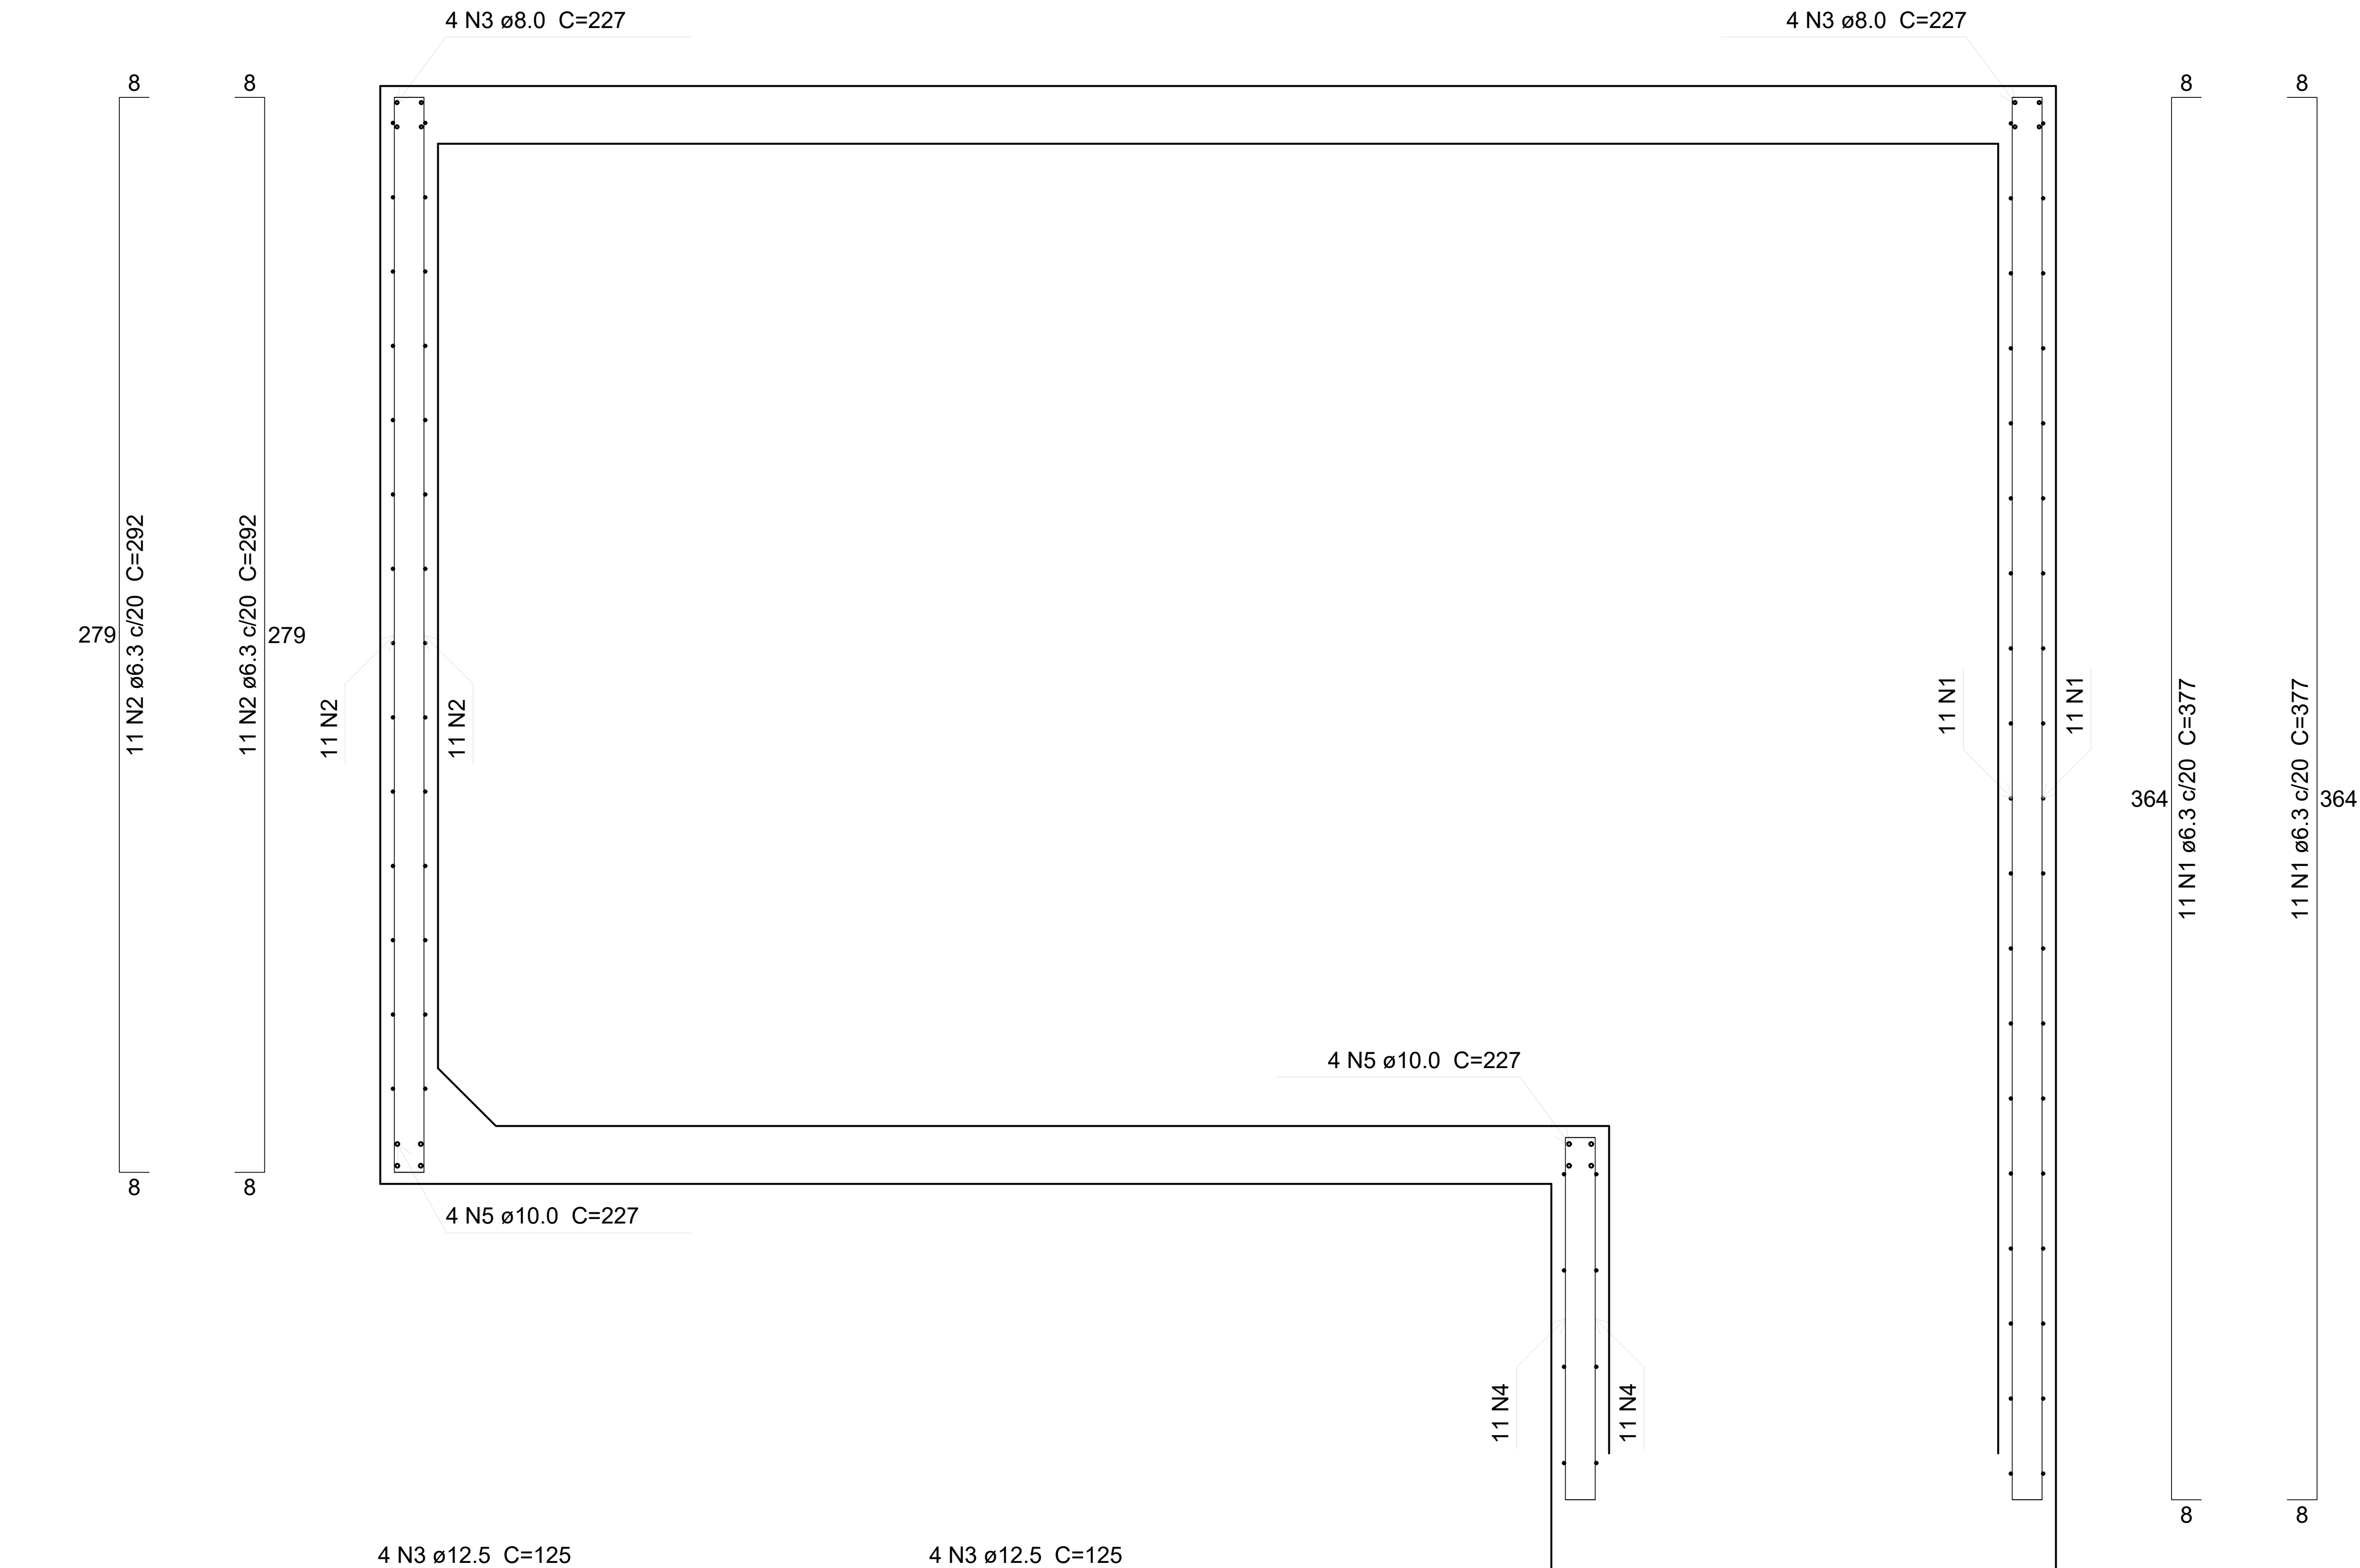 4 N3 ø8.0  C=227
4 N3 ø8.0  C=227
8
8
8
8
11 N2 ø6.3 c/20  C=292
11 N2 ø6.3 c/20  C=292
279
279
11 N2
11 N2
11 N1
11 N1
11 N1 ø6.3 c/20  C=377
11 N1 ø6.3 c/20  C=377
364
364
4 N5 ø10.0  C=227
8
8
4 N5 ø10.0  C=227
11 N4
11 N4
8
8
4 N3 ø12.5  C=125
4 N3 ø12.5  C=125